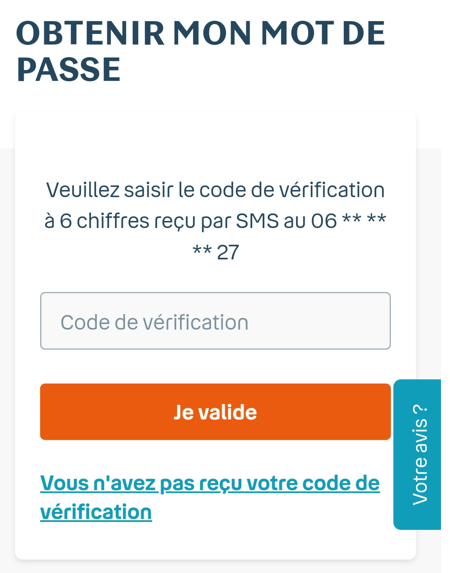 OBTENIR MON MOT DE
PASSE
Veuillez saisir le code de vérification
à 6 chiffres reçu par SMS au 06 ** **
** 27
Code de vérification
Je valide
Votre avis ?
Vous n'avez pas reçu votre code de
vérification